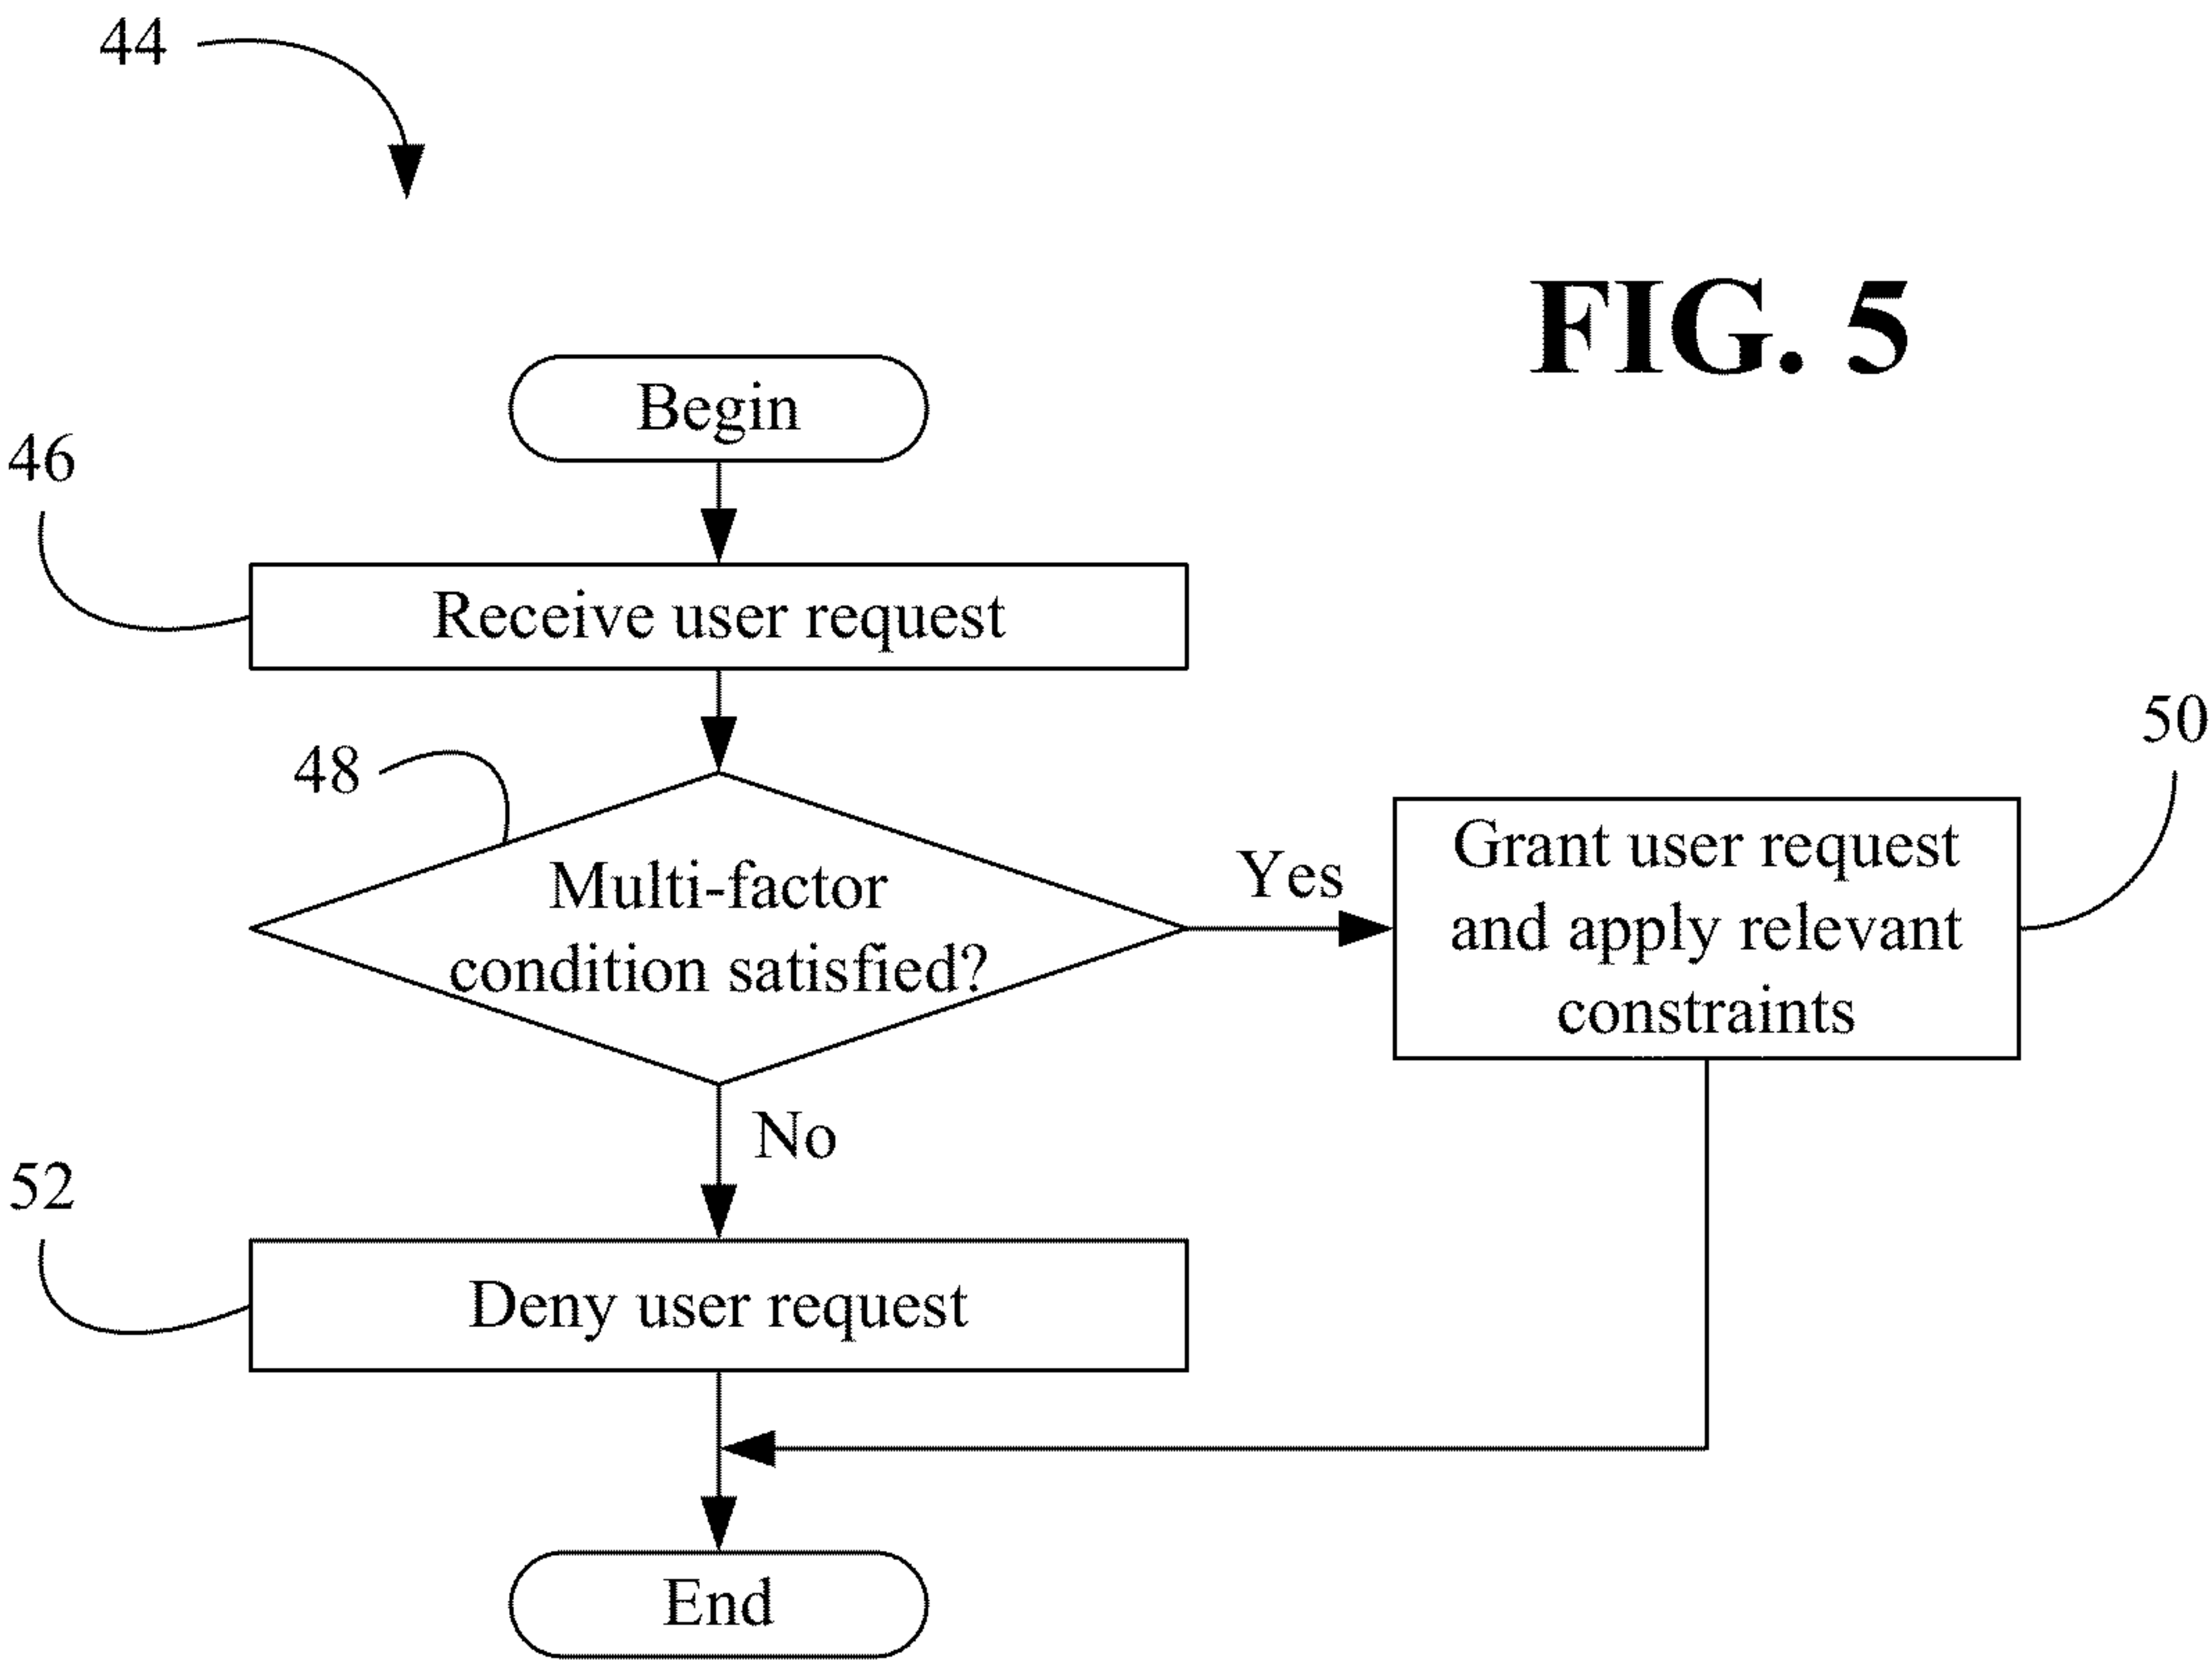 44
FIG. 5
Begin
46
Receive user request
48
Multi-factor
condition satisfied?
Yes
50
Grant user request
and apply relevant
constraints
No
52
Deny user request
End